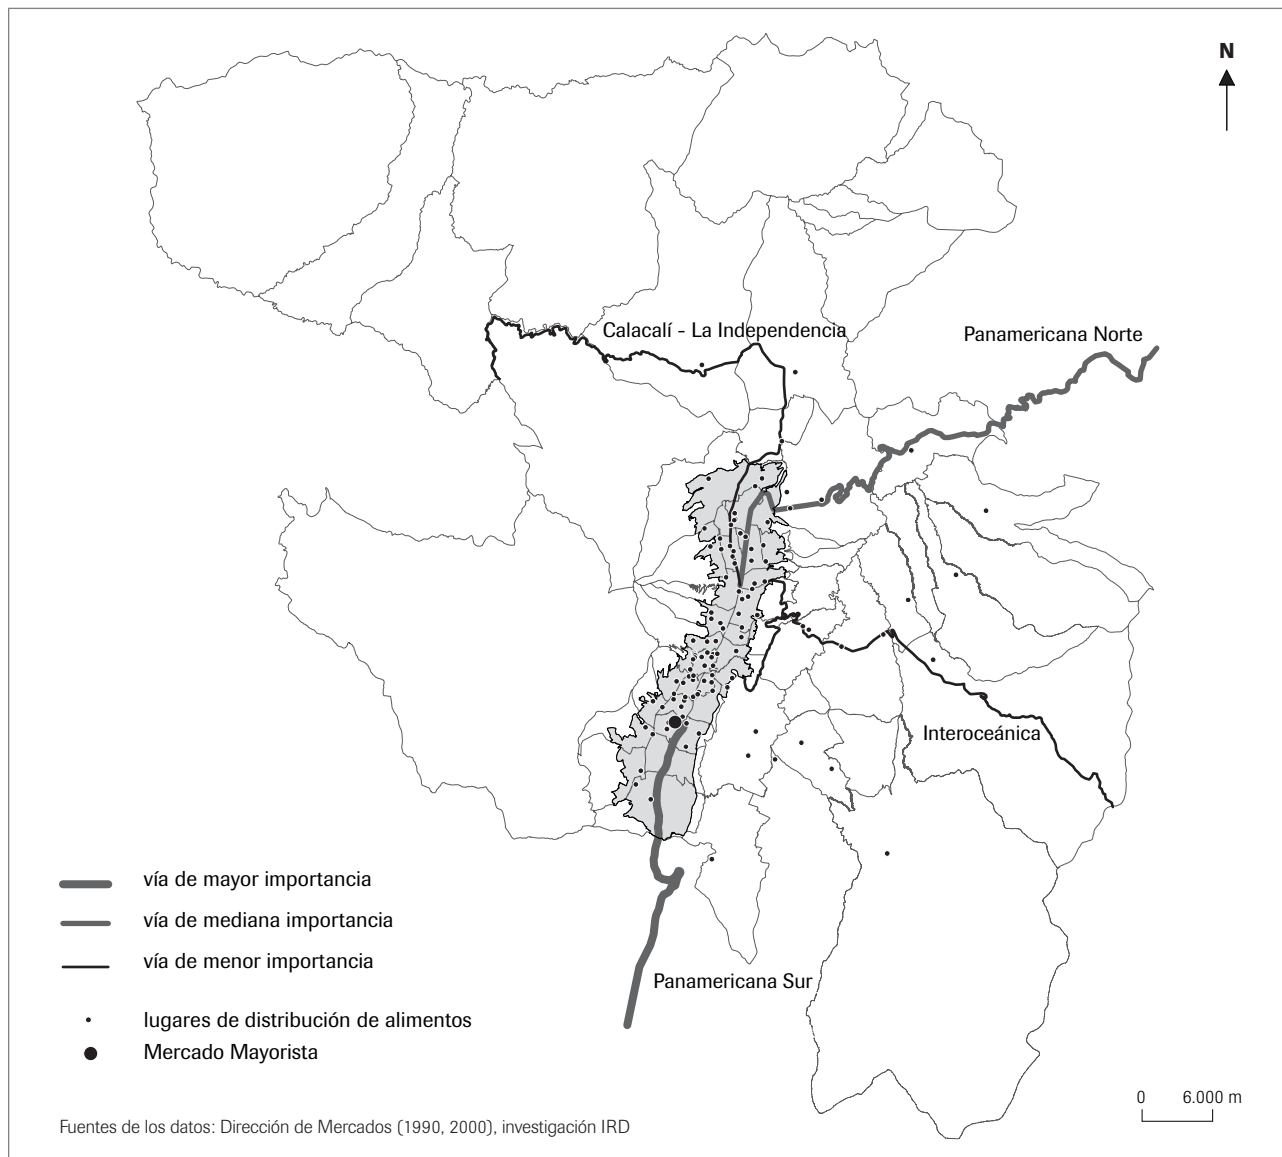 N
Calacalí - La Independencia
Panamericana Norte
Interoceánica
vía de mayor importancia
vía de mediana importancia
vía de menor importancia
Panamericana Sur
lugares de distribución de alimentos
Mercado Mayorista
0 6.000 m
Fuentes de los datos: Dirección de Mercados (1990, 2000), investigación IRD